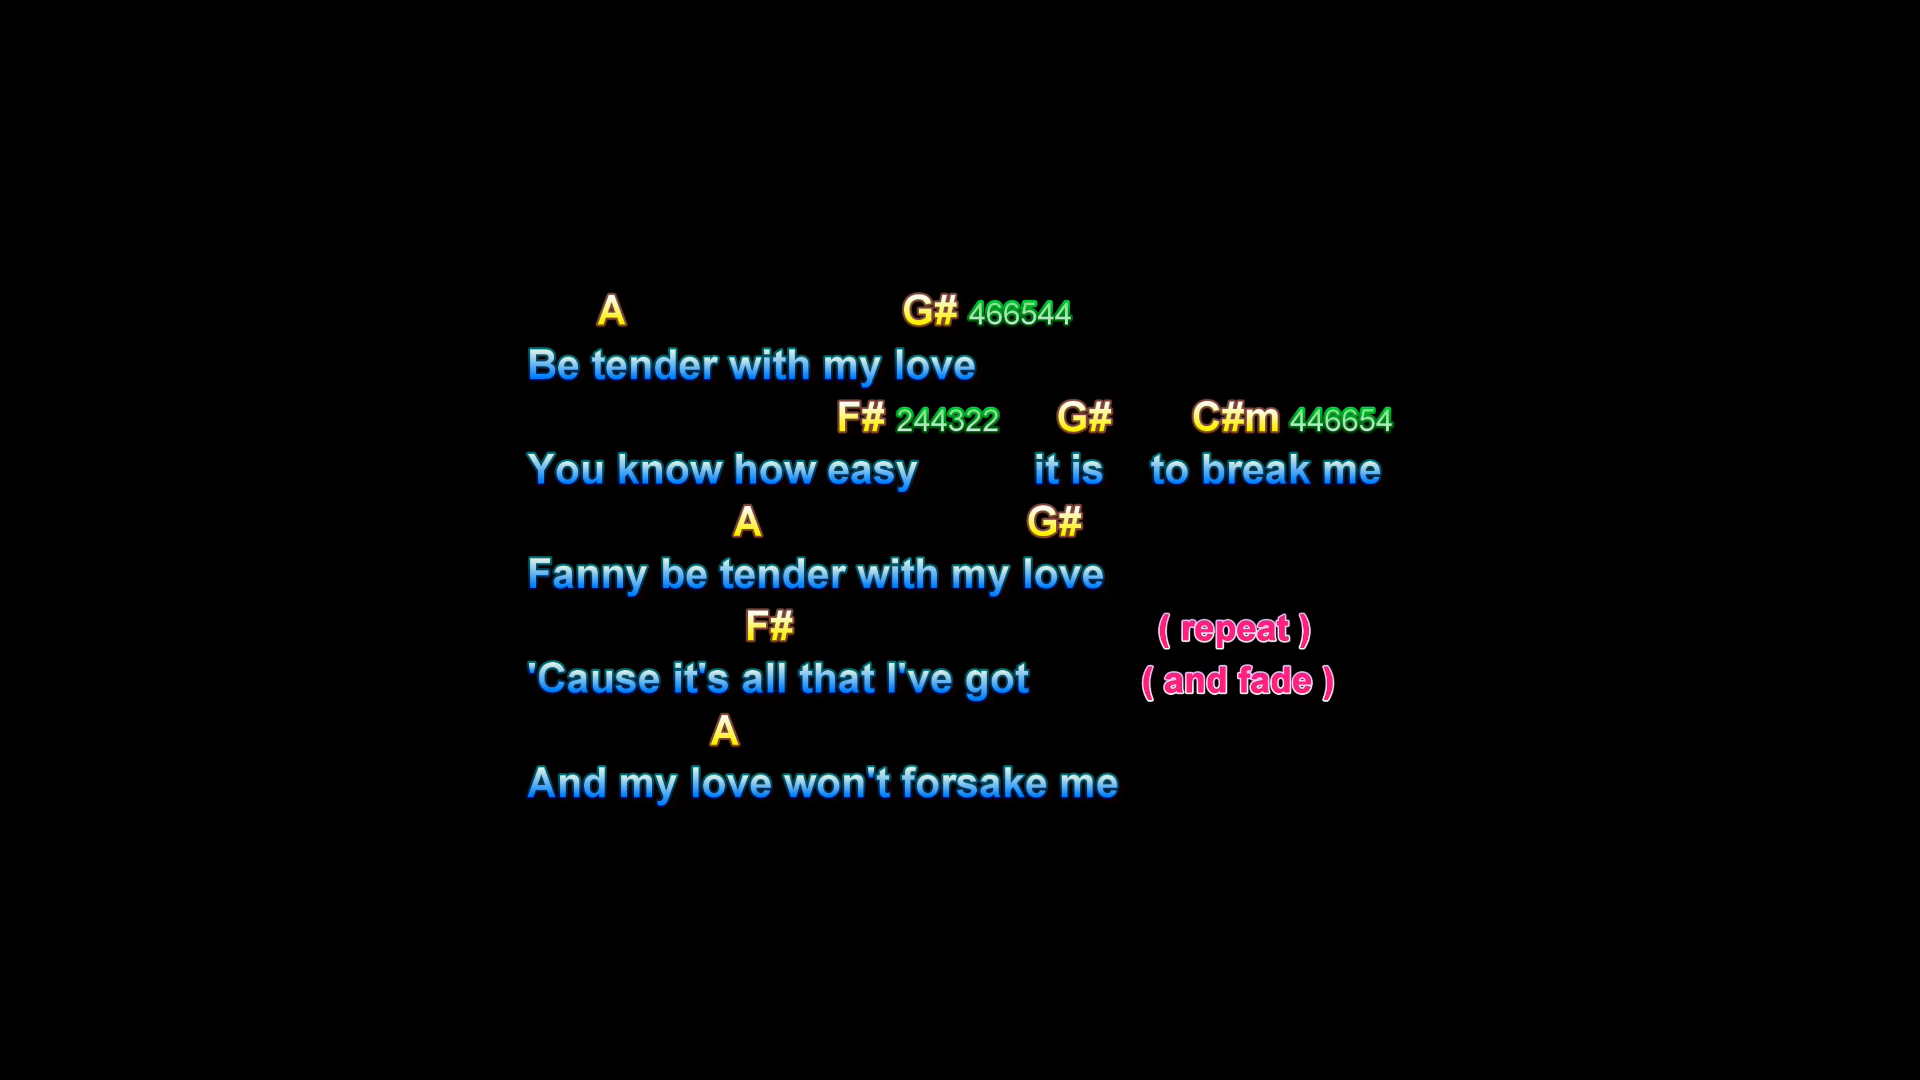 A G# 466544
Be tender with my love
F# 244322 G# C#m 446654
You know how easy it is to break me
A G#
Fanny be tender with my love
F# ( repeat )
'Cause it's all that I've got ( and fade )
A
And my love won't forsake me